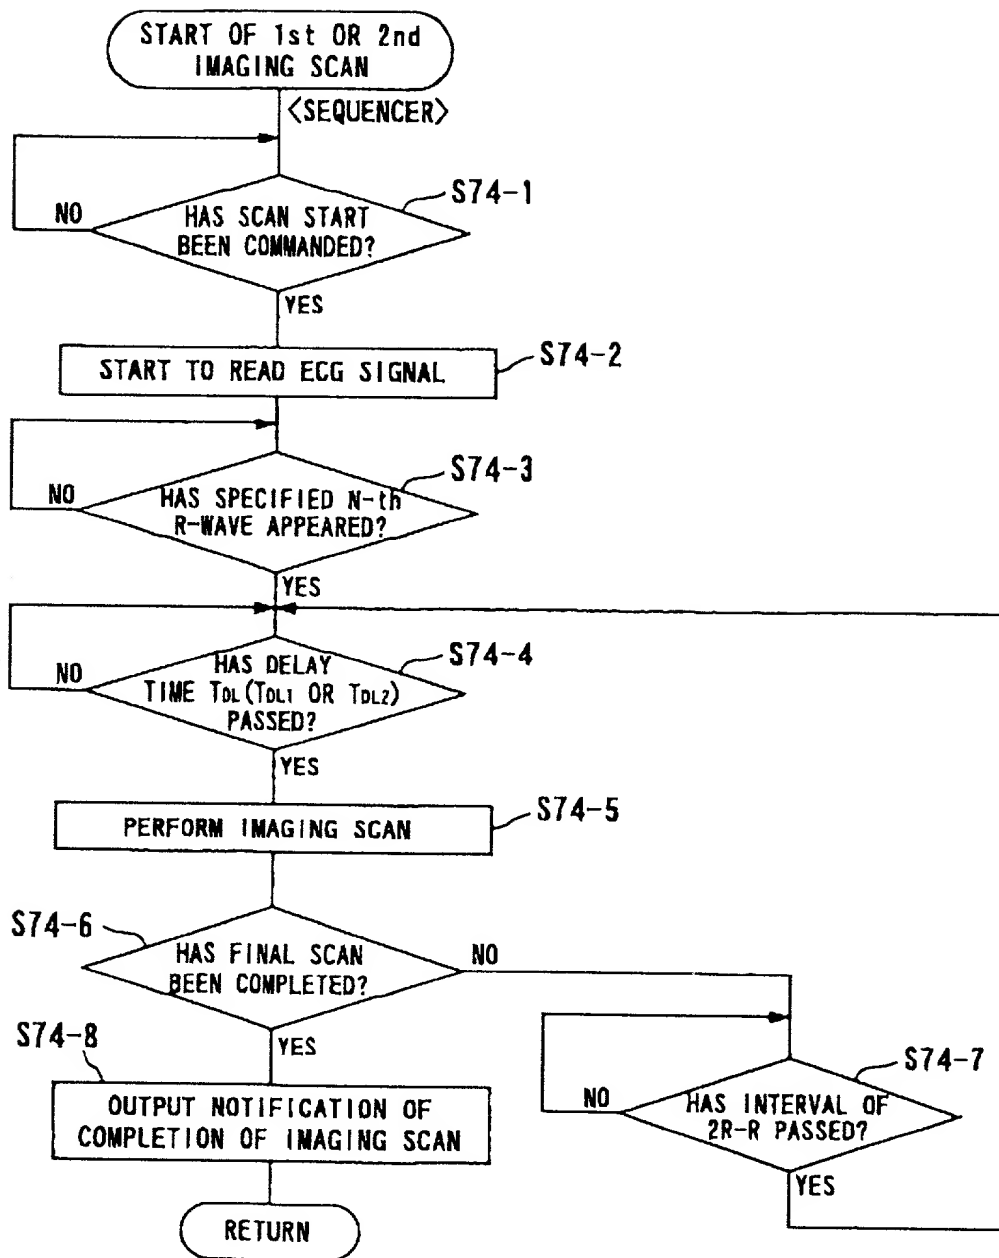 START OF 1st OR 2nd
IMAGING SCAN
<SEQUENCER>
S74-1
NO
HAS SCAN START
BEEN COMMANDED?
YES
S74-2
START TO READ ECG SIGNAL
S74-3
NO
HAS SPECIFIED N-th
R-WAVE APPEARED?
YES
S74-4
NO
HAS DELAY
TIME TDL (TDL1 OR TDL2)
PASSED?
YES
S74-5
PERFORM IMAGING SCAN
S74-6
HAS FINAL SCAN
BEEN COMPLETED?
NO
YES
S74-8
OUTPUT NOTIFICATION OF
COMPLETION OF IMAGING SCAN
S74-7
NO
HAS INTERVAL OF
2R-R PASSED?
YES
RETURN